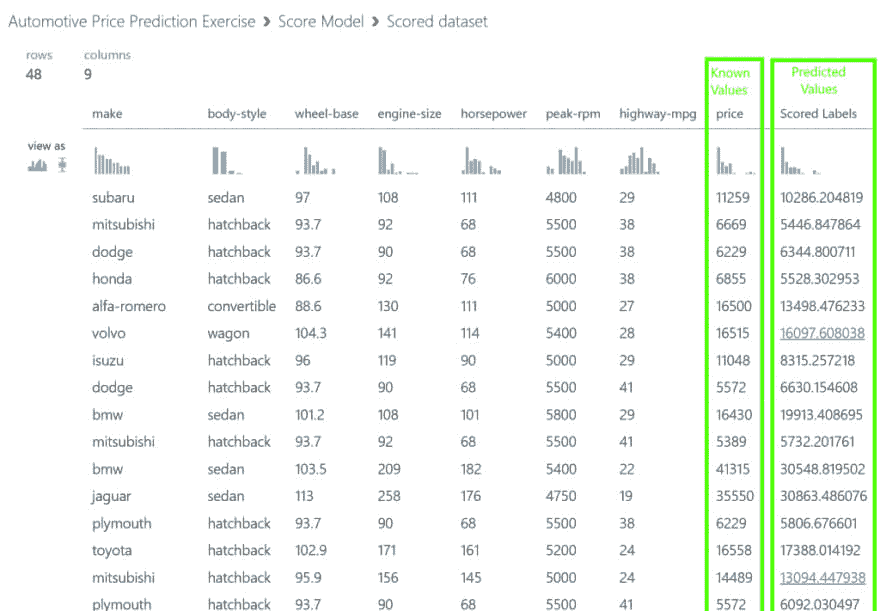 Automotive Price Prediction Exercise › Score Model › Scored dataset
rows columns
48 9
Known Values Predicted Values
make body-style wheel-base engine-size horsepower peak-rpm highway-mpg price Scored Labels
view as
subaru sedan 97 108 111 4800 29 11259 10286.204819
mitsubishi hatchback 93.7 92 68 5500 38 6669 5446.847864
dodge hatchback 93.7 90 68 5500 38 6229 6344.800711
honda hatchback 86.6 92 76 6000 38 6855 5528.302953
alfa-romero convertible 88.6 130 111 5000 27 16500 13498.476233
volvo wagon 104.3 141 114 5400 28 16515 16097.608038
isuzu hatchback 96 119 90 5000 29 11048 8315.257218
dodge hatchback 93.7 90 68 5500 41 5572 6630.154608
bmw sedan 101.2 108 101 5800 29 16430 19913.408695
mitsubishi hatchback 93.7 92 68 5500 41 5389 5732.201761
bmw sedan 103.5 209 182 5400 22 41315 30548.819502
jaguar sedan 113 258 176 4750 19 35550 30863.486076
plymouth hatchback 93.7 90 68 5500 38 6229 5806.676601
toyota hatchback 102.9 171 161 5200 24 16558 17388.014192
mitsubishi hatchback 95.9 156 145 5000 24 14489 13094.447938
plymouth hatchback 93.7 90 68 5500 41 5572 6092.030497